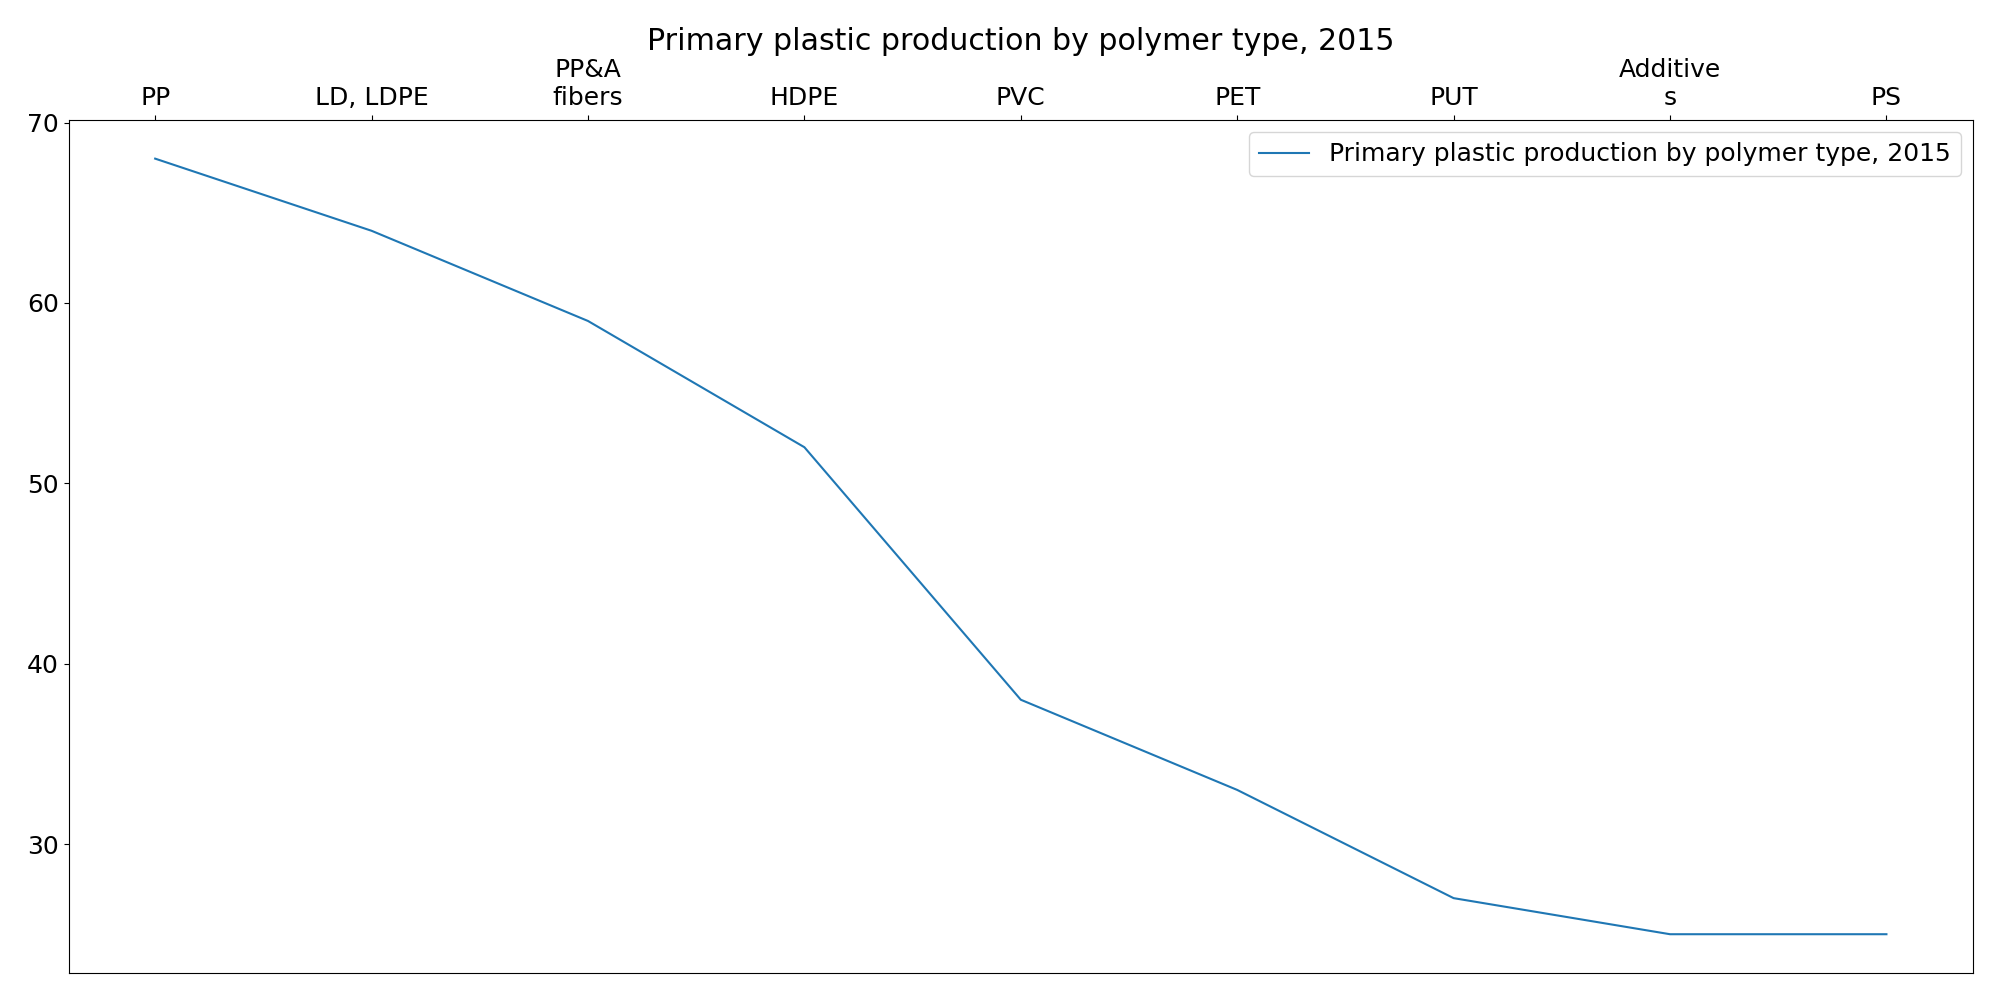 Primary plastic production by polymer type, 2015
PP
LD, LDPE
PP&A
fibers
HDPE
PVC
PET
PUT
Additive
s
PS
Primary plastic production by polymer type, 2015
70
60
50
40
30